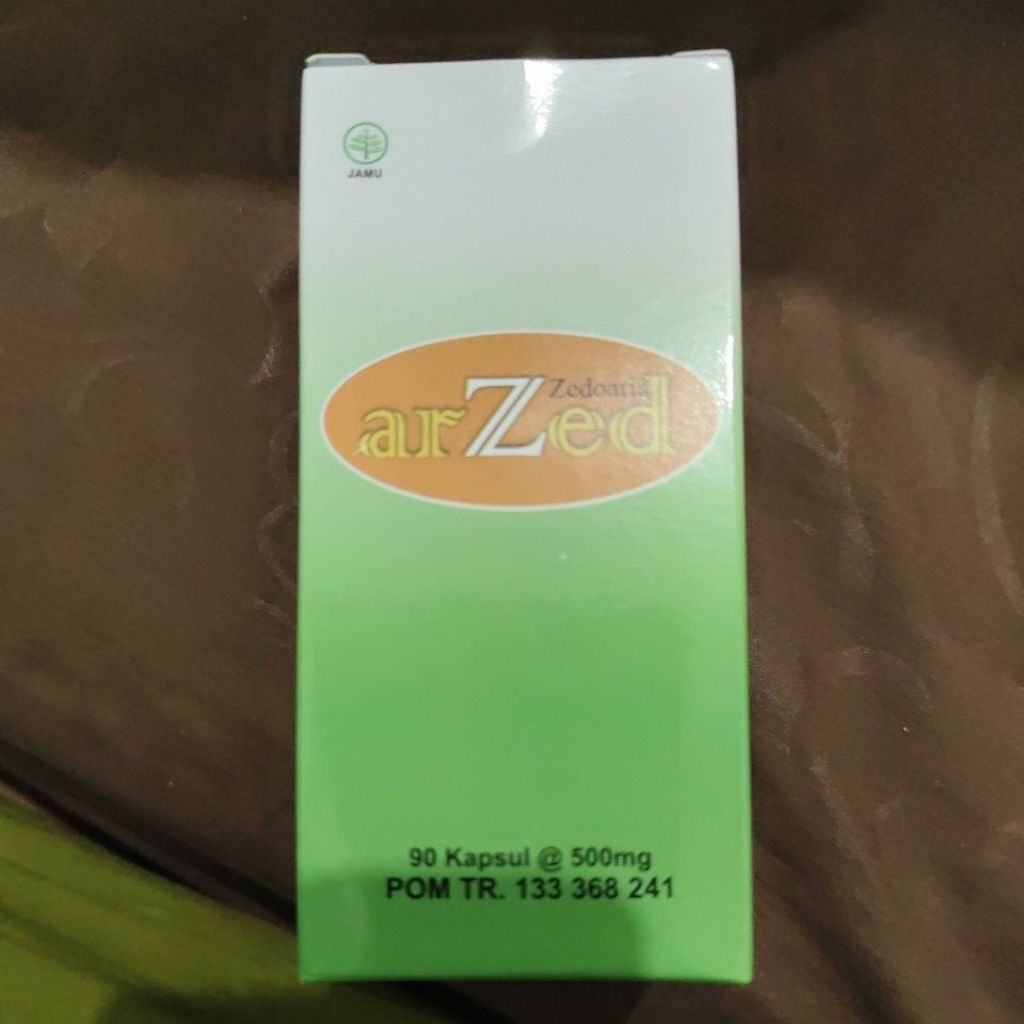 JAMU
Zedoaria
arZed
90 Kapsul @ 500mg
POM TR. 133 368 241